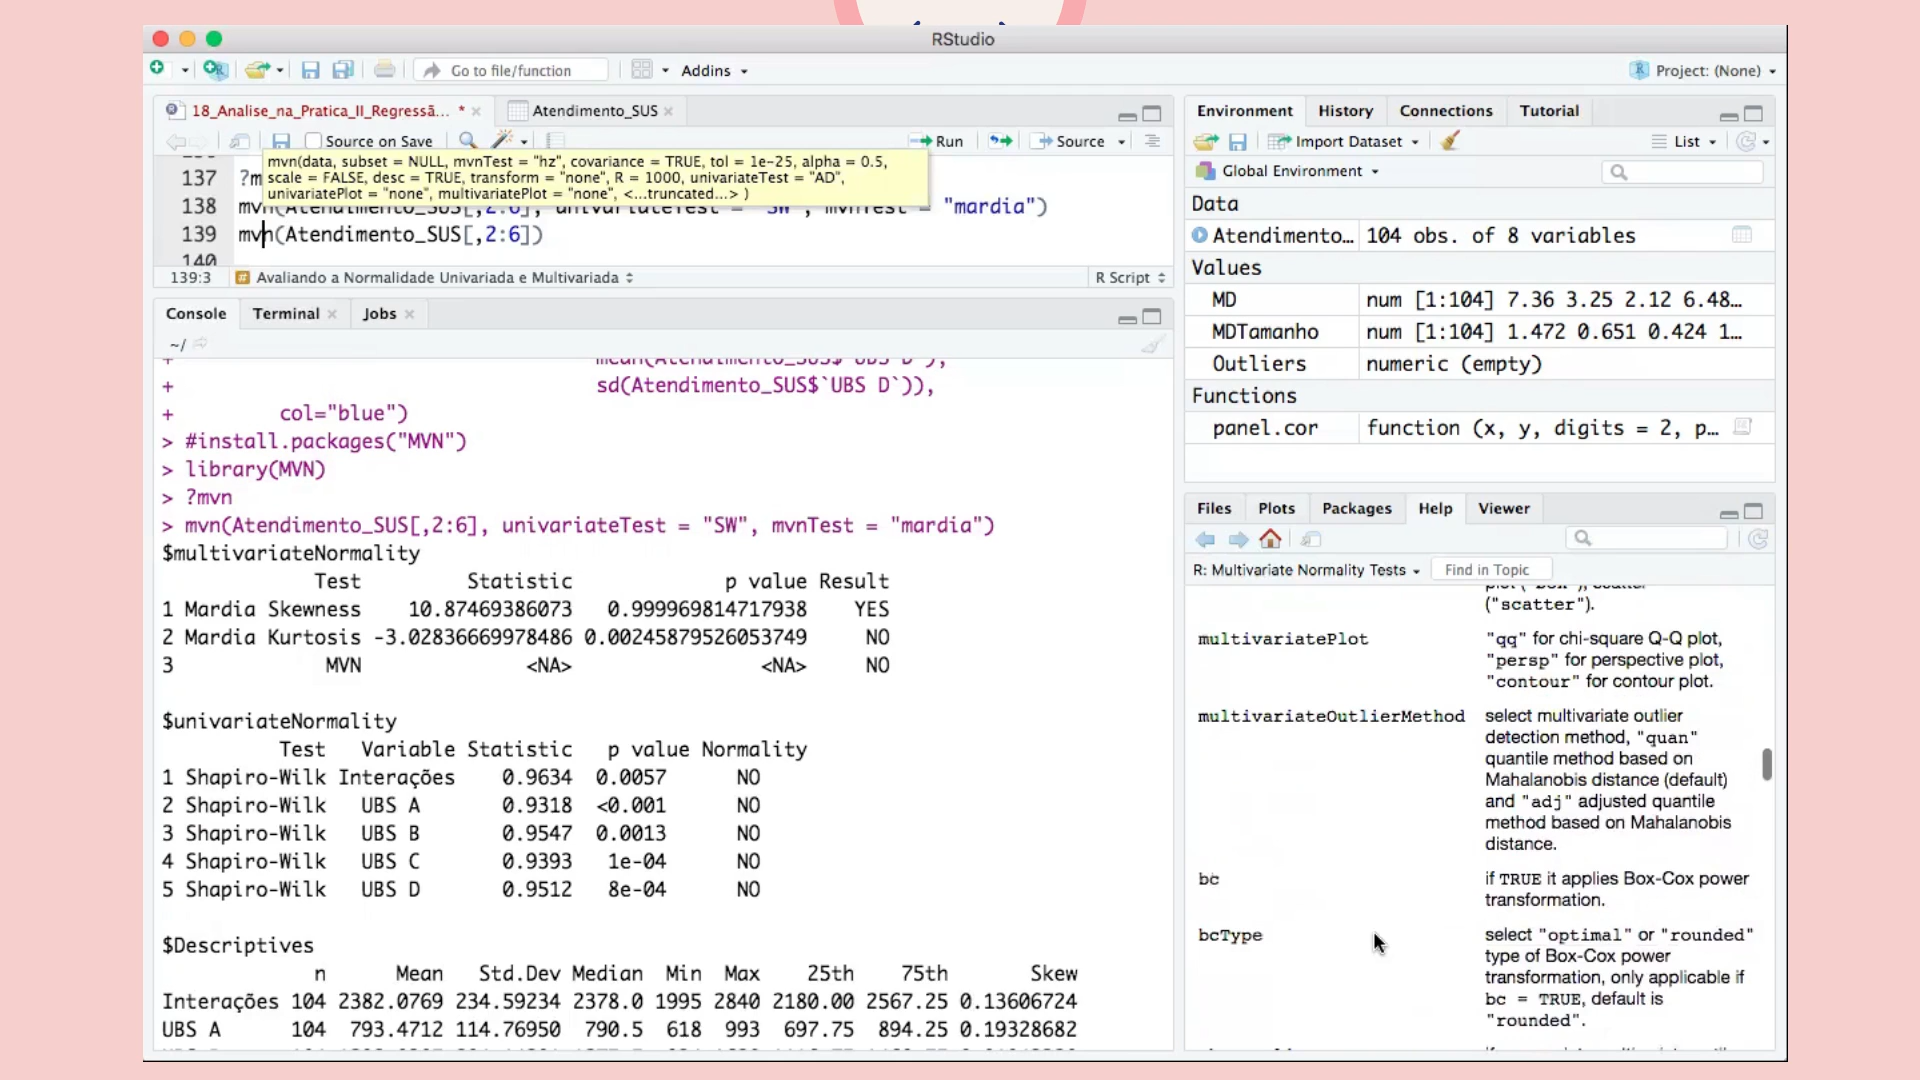 RStudio
Go to file/function
Addins
Project: (None)
18_Analise_na_Pratica_II_Regressã... *
Atendimento_SUS
Source on Save
Run
Source
mvn(data, subset = NULL, mvnTest = "hz", covariance = TRUE, tol = 1e-25, alpha = 0.5,
scale = FALSE, desc = TRUE, transform = "none", R = 1000, univariateTest = "AD",
univariatePlot = "none", multivariatePlot = "none", <...truncated...> )
137 ?m
138 mvn(Atendimento_SUS[,2:6], univariateTest = "SW", mvnTest = "mardia")
139 mvn(Atendimento_SUS[,2:6])
140
139:3
Avaliando a Normalidade Univariada e Multivariada
R Script
Console
Terminal
Jobs
~/
+ mean(Atendimento_SUS$`UBS D`),
+ sd(Atendimento_SUS$`UBS D`)),
+ col="blue")
> #install.packages("MVN")
> library(MVN)
> ?mvn
> mvn(Atendimento_SUS[,2:6], univariateTest = "SW", mvnTest = "mardia")
$multivariateNormality
Test Statistic p value Result
1 Mardia Skewness 10.87469386073 0.999969814717938 YES
2 Mardia Kurtosis -3.02836669978486 0.00245879526053749 NO
3 MVN <NA> <NA> NO
$univariateNormality
Test Variable Statistic p value Normality
1 Shapiro-Wilk Interações 0.9634 0.0057 NO
2 Shapiro-Wilk UBS A 0.9318 <0.001 NO
3 Shapiro-Wilk UBS B 0.9547 0.0013 NO
4 Shapiro-Wilk UBS C 0.9393 1e-04 NO
5 Shapiro-Wilk UBS D 0.9512 8e-04 NO
$Descriptives
n Mean Std.Dev Median Min Max 25th 75th Skew
Interações 104 2382.0769 234.59234 2378.0 1995 2840 2180.00 2567.25 0.13606724
UBS A 104 793.4712 114.76950 790.5 618 993 697.75 894.25 0.19328682
Environment
History
Connections
Tutorial
Import Dataset
List
Global Environment
Data
Atendimento... 104 obs. of 8 variables
Values
MD num [1:104] 7.36 3.25 2.12 6.48...
MDTamanho num [1:104] 1.472 0.651 0.424 1...
Outliers numeric (empty)
Functions
panel.cor function (x, y, digits = 2, p...
Files
Plots
Packages
Help
Viewer
R: Multivariate Normality Tests
Find in Topic
("scatter").
multivariatePlot
"qq" for chi-square Q-Q plot,
"persp" for perspective plot,
"contour" for contour plot.
multivariateOutlierMethod
select multivariate outlier
detection method, "quan"
quantile method based on
Mahalanobis distance (default)
and "adj" adjusted quantile
method based on Mahalanobis
distance.
bc
if TRUE it applies Box-Cox power
transformation.
bcType
select "optimal" or "rounded"
type of Box-Cox power
transformation, only applicable if
bc = TRUE, default is
"rounded".